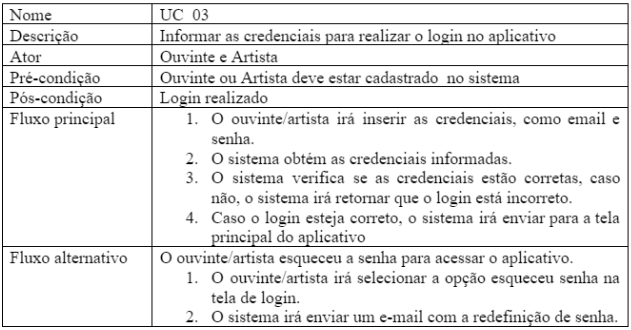 Nome UC 03
Descrição Informar as credenciais para realizar o login no aplicativo
Ator Ouvinte e Artista
Pré-condição Ouvinte ou Artista deve estar cadastrado no sistema
Pós-condição Login realizado
Fluxo principal 1. O ouvinte/artista irá inserir as credenciais, como email e
senha.
2. O sistema obtém as credenciais informadas.
3. O sistema verifica se as credenciais estão corretas, caso
não, o sistema irá retornar que o login está incorreto.
4. Caso o login esteja correto, o sistema irá enviar para a tela
principal do aplicativo
Fluxo alternativo O ouvinte/artista esqueceu a senha para acessar o aplicativo.
1. O ouvinte/artista irá selecionar a opção esqueceu senha na
tela de login.
2. O sistema irá enviar um e-mail com a redefinição de senha.